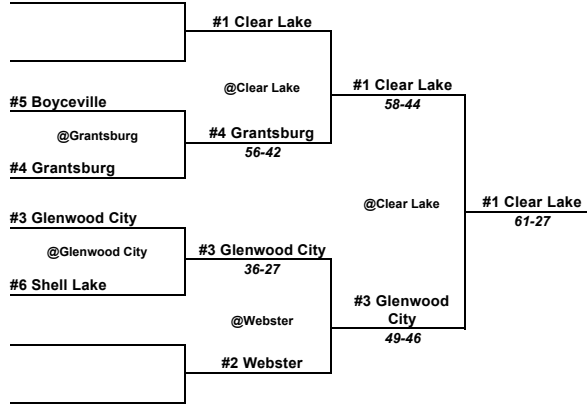 #1 Clear Lake
@Clear Lake
#1 Clear Lake
58-44
#5 Boyceville
@Grantsburg
#4 Grantsburg
56-42
#4 Grantsburg
@Clear Lake
#1 Clear Lake
61-27
#3 Glenwood City
@Glenwood City
#3 Glenwood City
36-27
#6 Shell Lake
@Webster
#3 Glenwood
City
49-46
#2 Webster